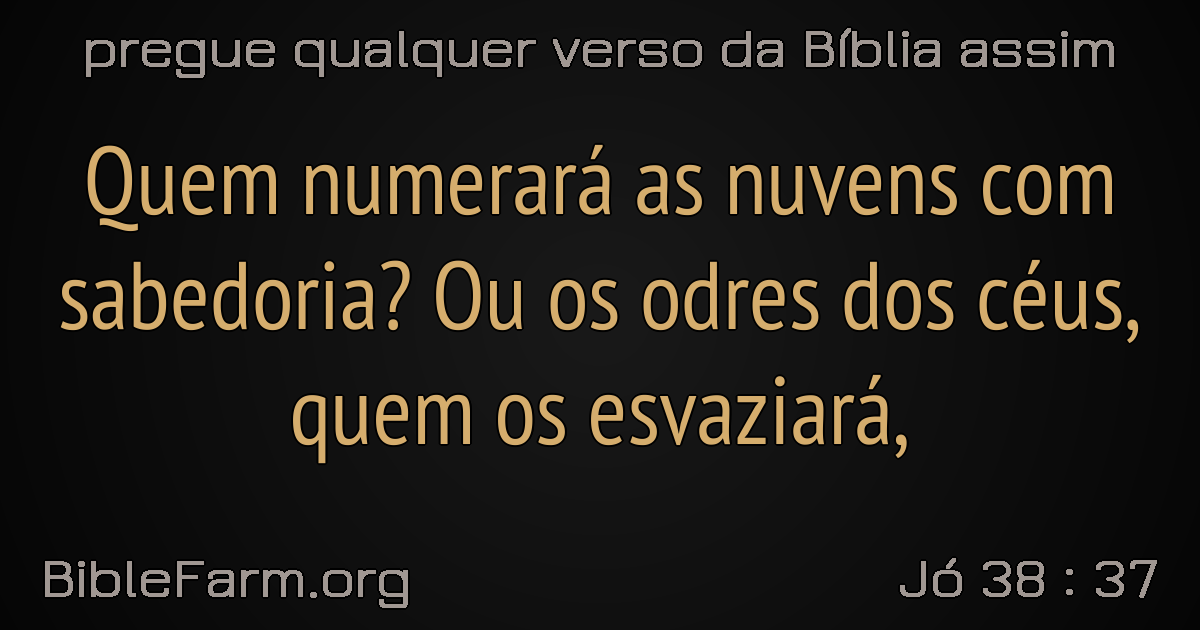 pregue qualquer verso da Bíblia assim
Quem numerará as nuvens com
sabedoria? Ou os odres dos céus,
quem os esvaziará,
BibleFarm.org
Jó 38 : 37